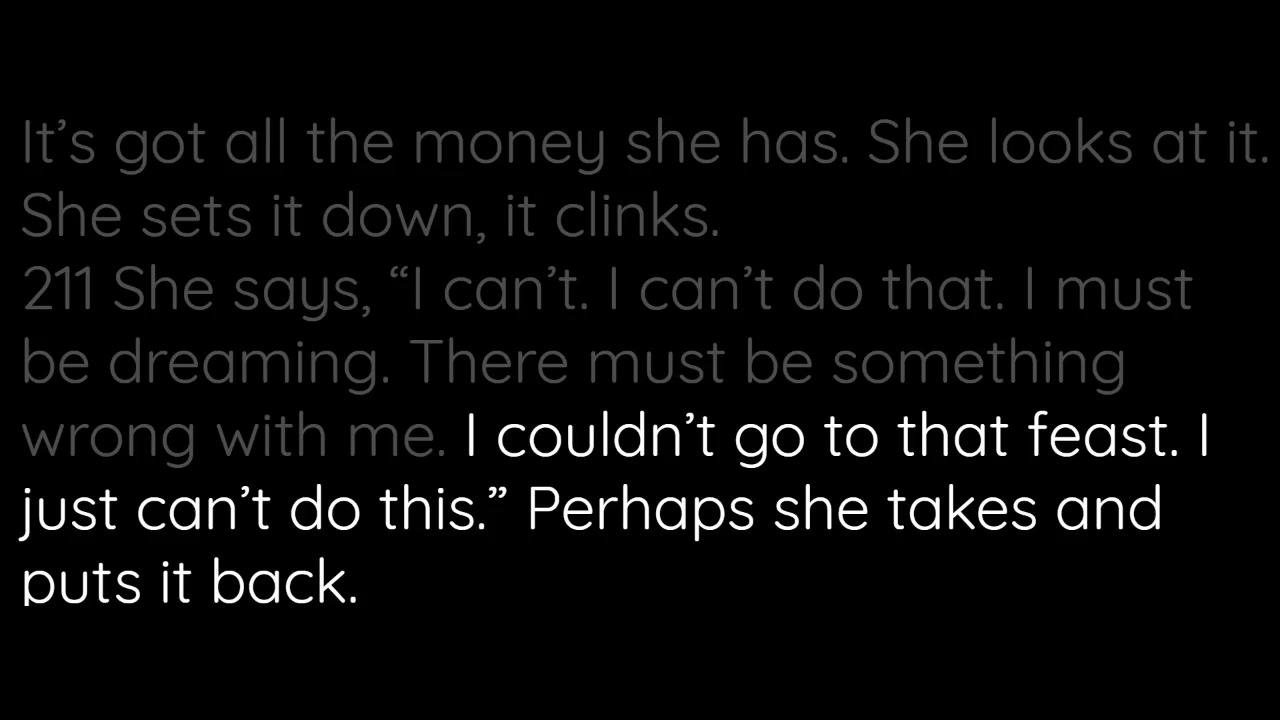 It’s got all the money she has. She looks at it.
She sets it down, it clinks.
211 She says, “I can’t. I can’t do that. I must
be dreaming. There must be something
wrong with me. I couldn’t go to that feast. I
just can’t do this.” Perhaps she takes and
puts it back.